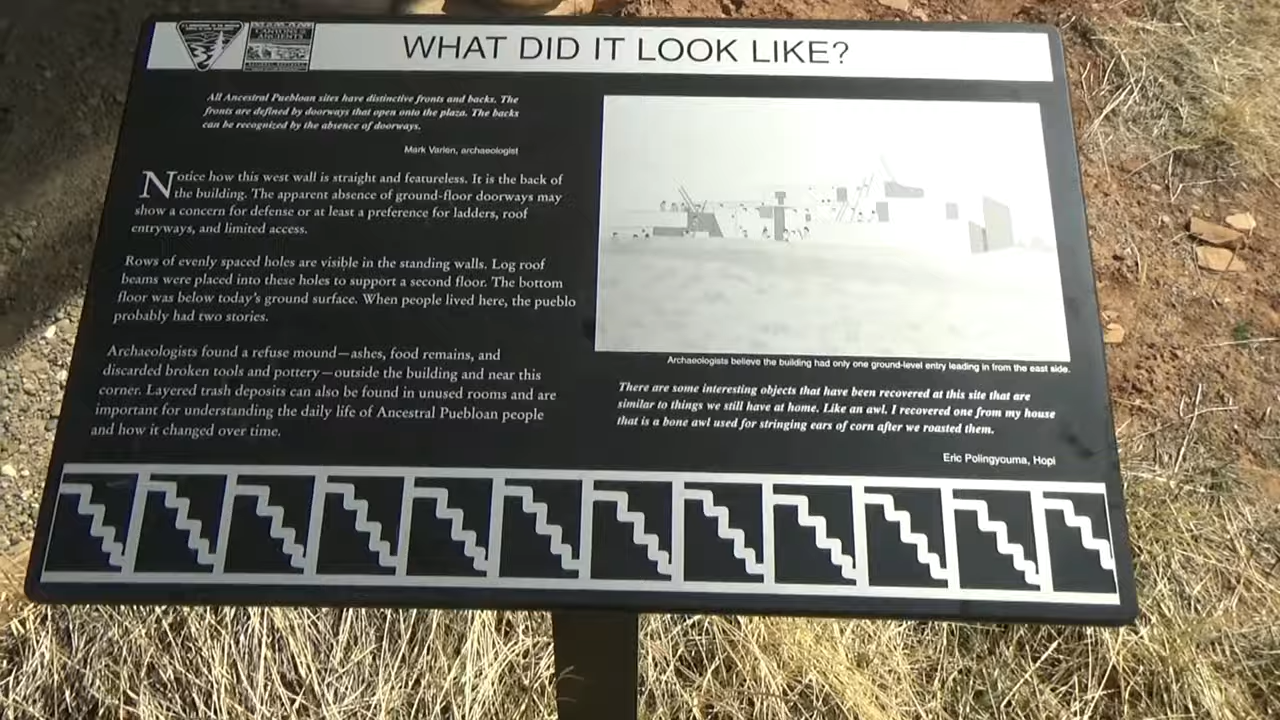 WHAT DID IT LOOK LIKE?
All Ancestral Puebloan sites have distinctive fronts and backs. The
fronts are defined by doorways that open onto the plaza. The backs
can be recognized by the absence of doorways.
Mark Varien, archaeologist
Notice how this west wall is straight and featureless. It is the back of
the building. The apparent absence of ground-floor doorways may
show a concern for defense or at least a preference for ladders, roof
entryways, and limited access.
Rows of evenly spaced holes are visible in the standing walls. Log roof
beams were placed into these holes to support a second floor. The bottom
floor was below today's ground surface. When people lived here, the pueblo
probably had two stories.
Archaeologists found a refuse mound—ashes, food remains, and
discarded broken tools and pottery—outside the building and near this
corner. Layered trash deposits can also be found in unused rooms and are
important for understanding the daily life of Ancestral Puebloan people
and how it changed over time.
Archaeologists believe the building had only one ground-level entry leading in from the east side.
There are some interesting objects that have been recovered at this site that are
similar to things we still have at home. Like an awl. I recovered one from my house
that is a bone awl used for stringing ears of corn after we roasted them.
Eric Polingyouma, Hopi